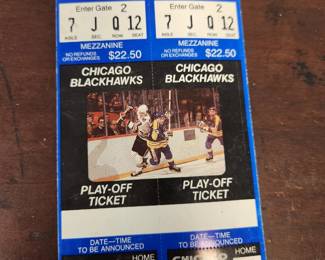 Enter Gate 2 Enter Gate 2
7 J Q 12 7 J Q 12
AISLE SEC. ROW SEAT AISLE SEC. ROW SEAT
MEZZANINE MEZZANINE
NO REFUNDS OR EXCHANGES $22.50 NO REFUNDS OR EXCHANGES $22.50
CHICAGO CHICAGO
BLACKHAWKS BLACKHAWKS
PLAY-OFF PLAY-OFF
TICKET TICKET
DATE—TIME DATE—TIME
TO BE ANNOUNCED TO BE ANNOUNCED
HOME CHICAGO HOME